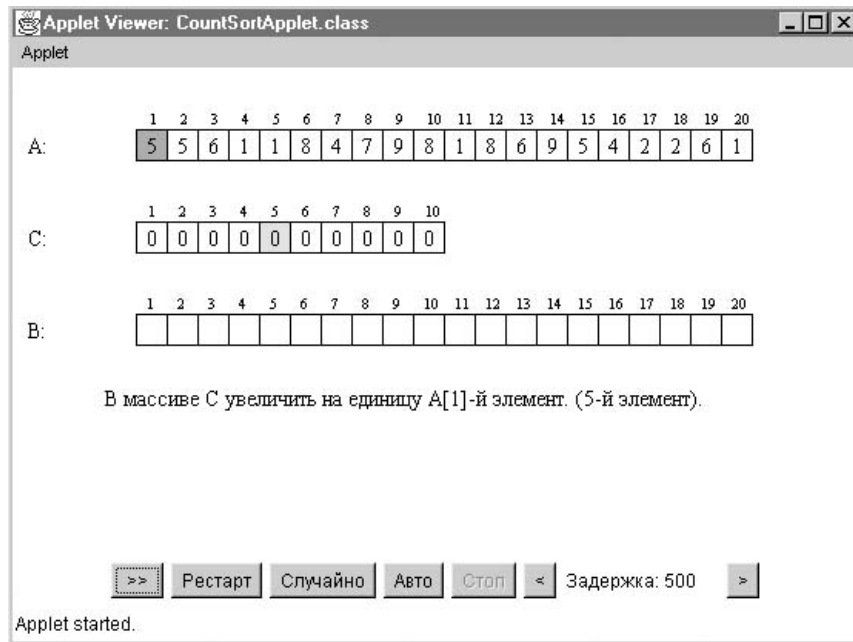 Applet Viewer: CountSortApplet.class
Applet
1 2 3 4 5 6 7 8 9 10 11 12 13 14 15 16 17 18 19 20
A: 5 5 6 1 1 8 4 7 9 8 1 8 6 9 5 4 2 2 6 1
1 2 3 4 5 6 7 8 9 10
C: 0 0 0 0 0 0 0 0 0 0
1 2 3 4 5 6 7 8 9 10 11 12 13 14 15 16 17 18 19 20
B:
В массиве C увеличить на единицу A[1]-й элемент. (5-й элемент).
>> Рестарт Случайно Авто Стоп < Задержка: 500 >
Applet started.